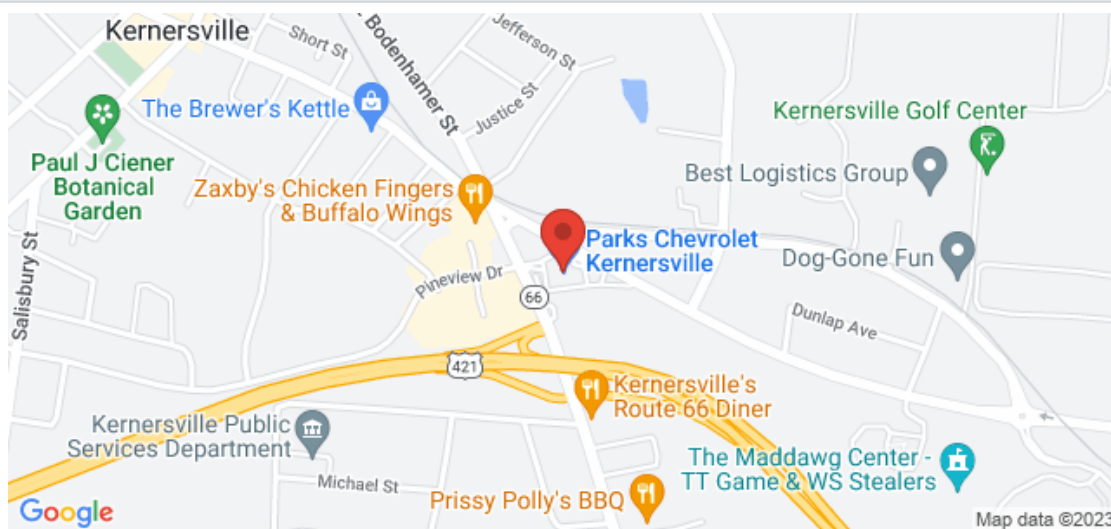 Kernersville
Short St
Bodenhamer St
Jefferson St
Justice St
The Brewer's Kettle
Kernersville Golf Center
Paul J Ciener
Botanical
Garden
Zaxby's Chicken Fingers
& Buffalo Wings
Best Logistics Group
Parks Chevrolet
Kernersville
Dog-Gone Fun
Pineview Dr
Salisbury St
66
Dunlap Ave
421
Kernersville's
Route 66 Diner
Kernersville Public
Services Department
The Maddawg Center -
TT Game & WS Stealers
Michael St
Prissy Polly's BBQ
Google
Map data ©2023